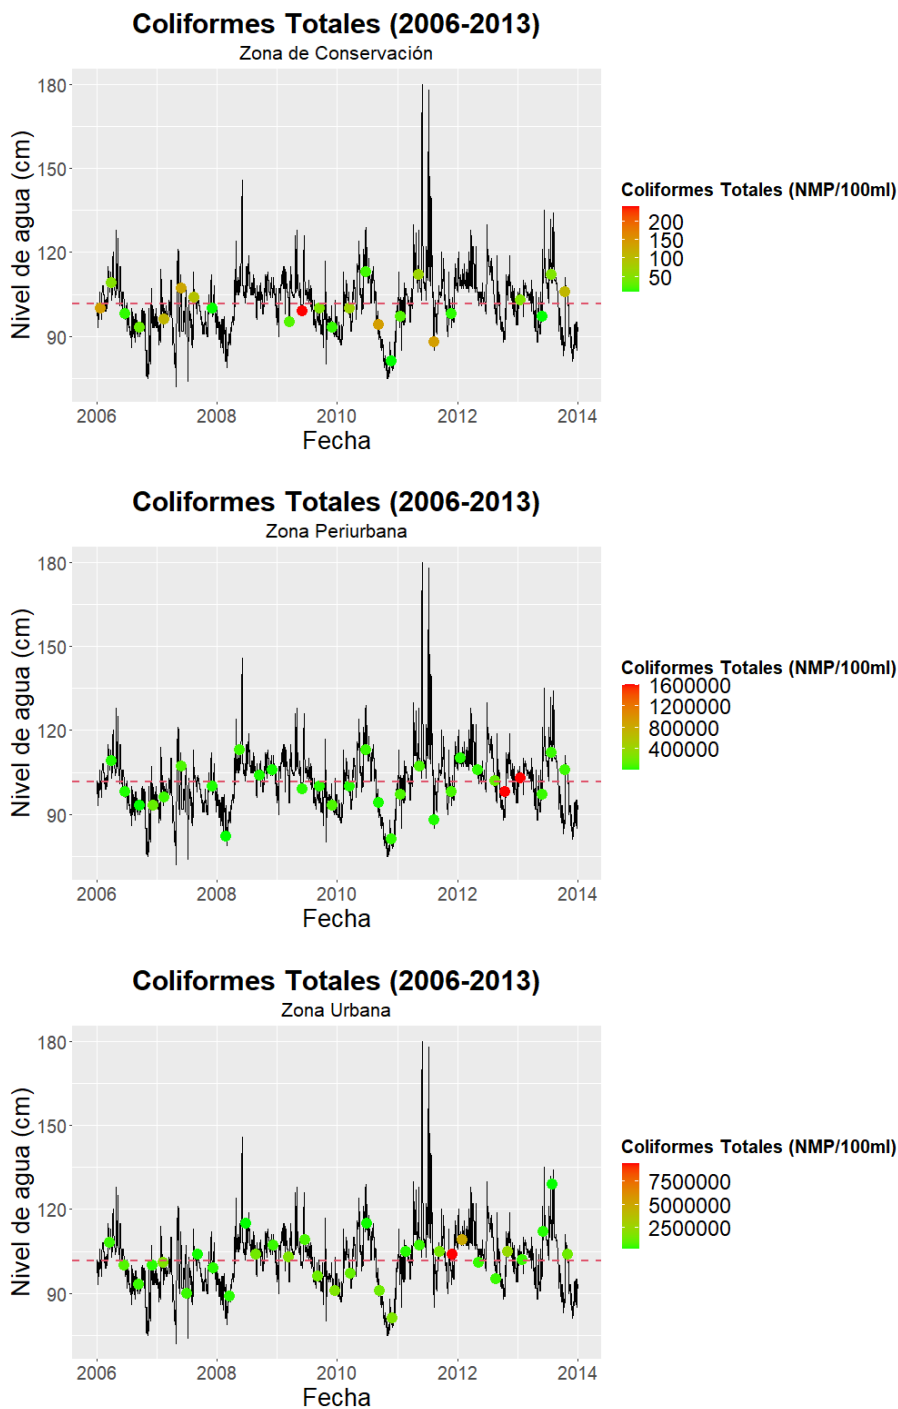 Coliformes Totales (2006-2013)
Zona de Conservación
Nivel de agua (cm)
180
150
120
90
2006 2008 2010 2012 2014
Fecha
Coliformes Totales (NMP/100ml)
200
150
100
50
Coliformes Totales (2006-2013)
Zona Periurbana
Nivel de agua (cm)
180
150
120
90
2006 2008 2010 2012 2014
Fecha
Coliformes Totales (NMP/100ml)
1600000
1200000
8000000
400000
Coliformes Totales (2006-2013)
Zona Urbana
Nivel de agua (cm)
180
150
120
90
2006 2008 2010 2012 2014
Fecha
Coliformes Totales (NMP/100ml)
7500000
5000000
2500000